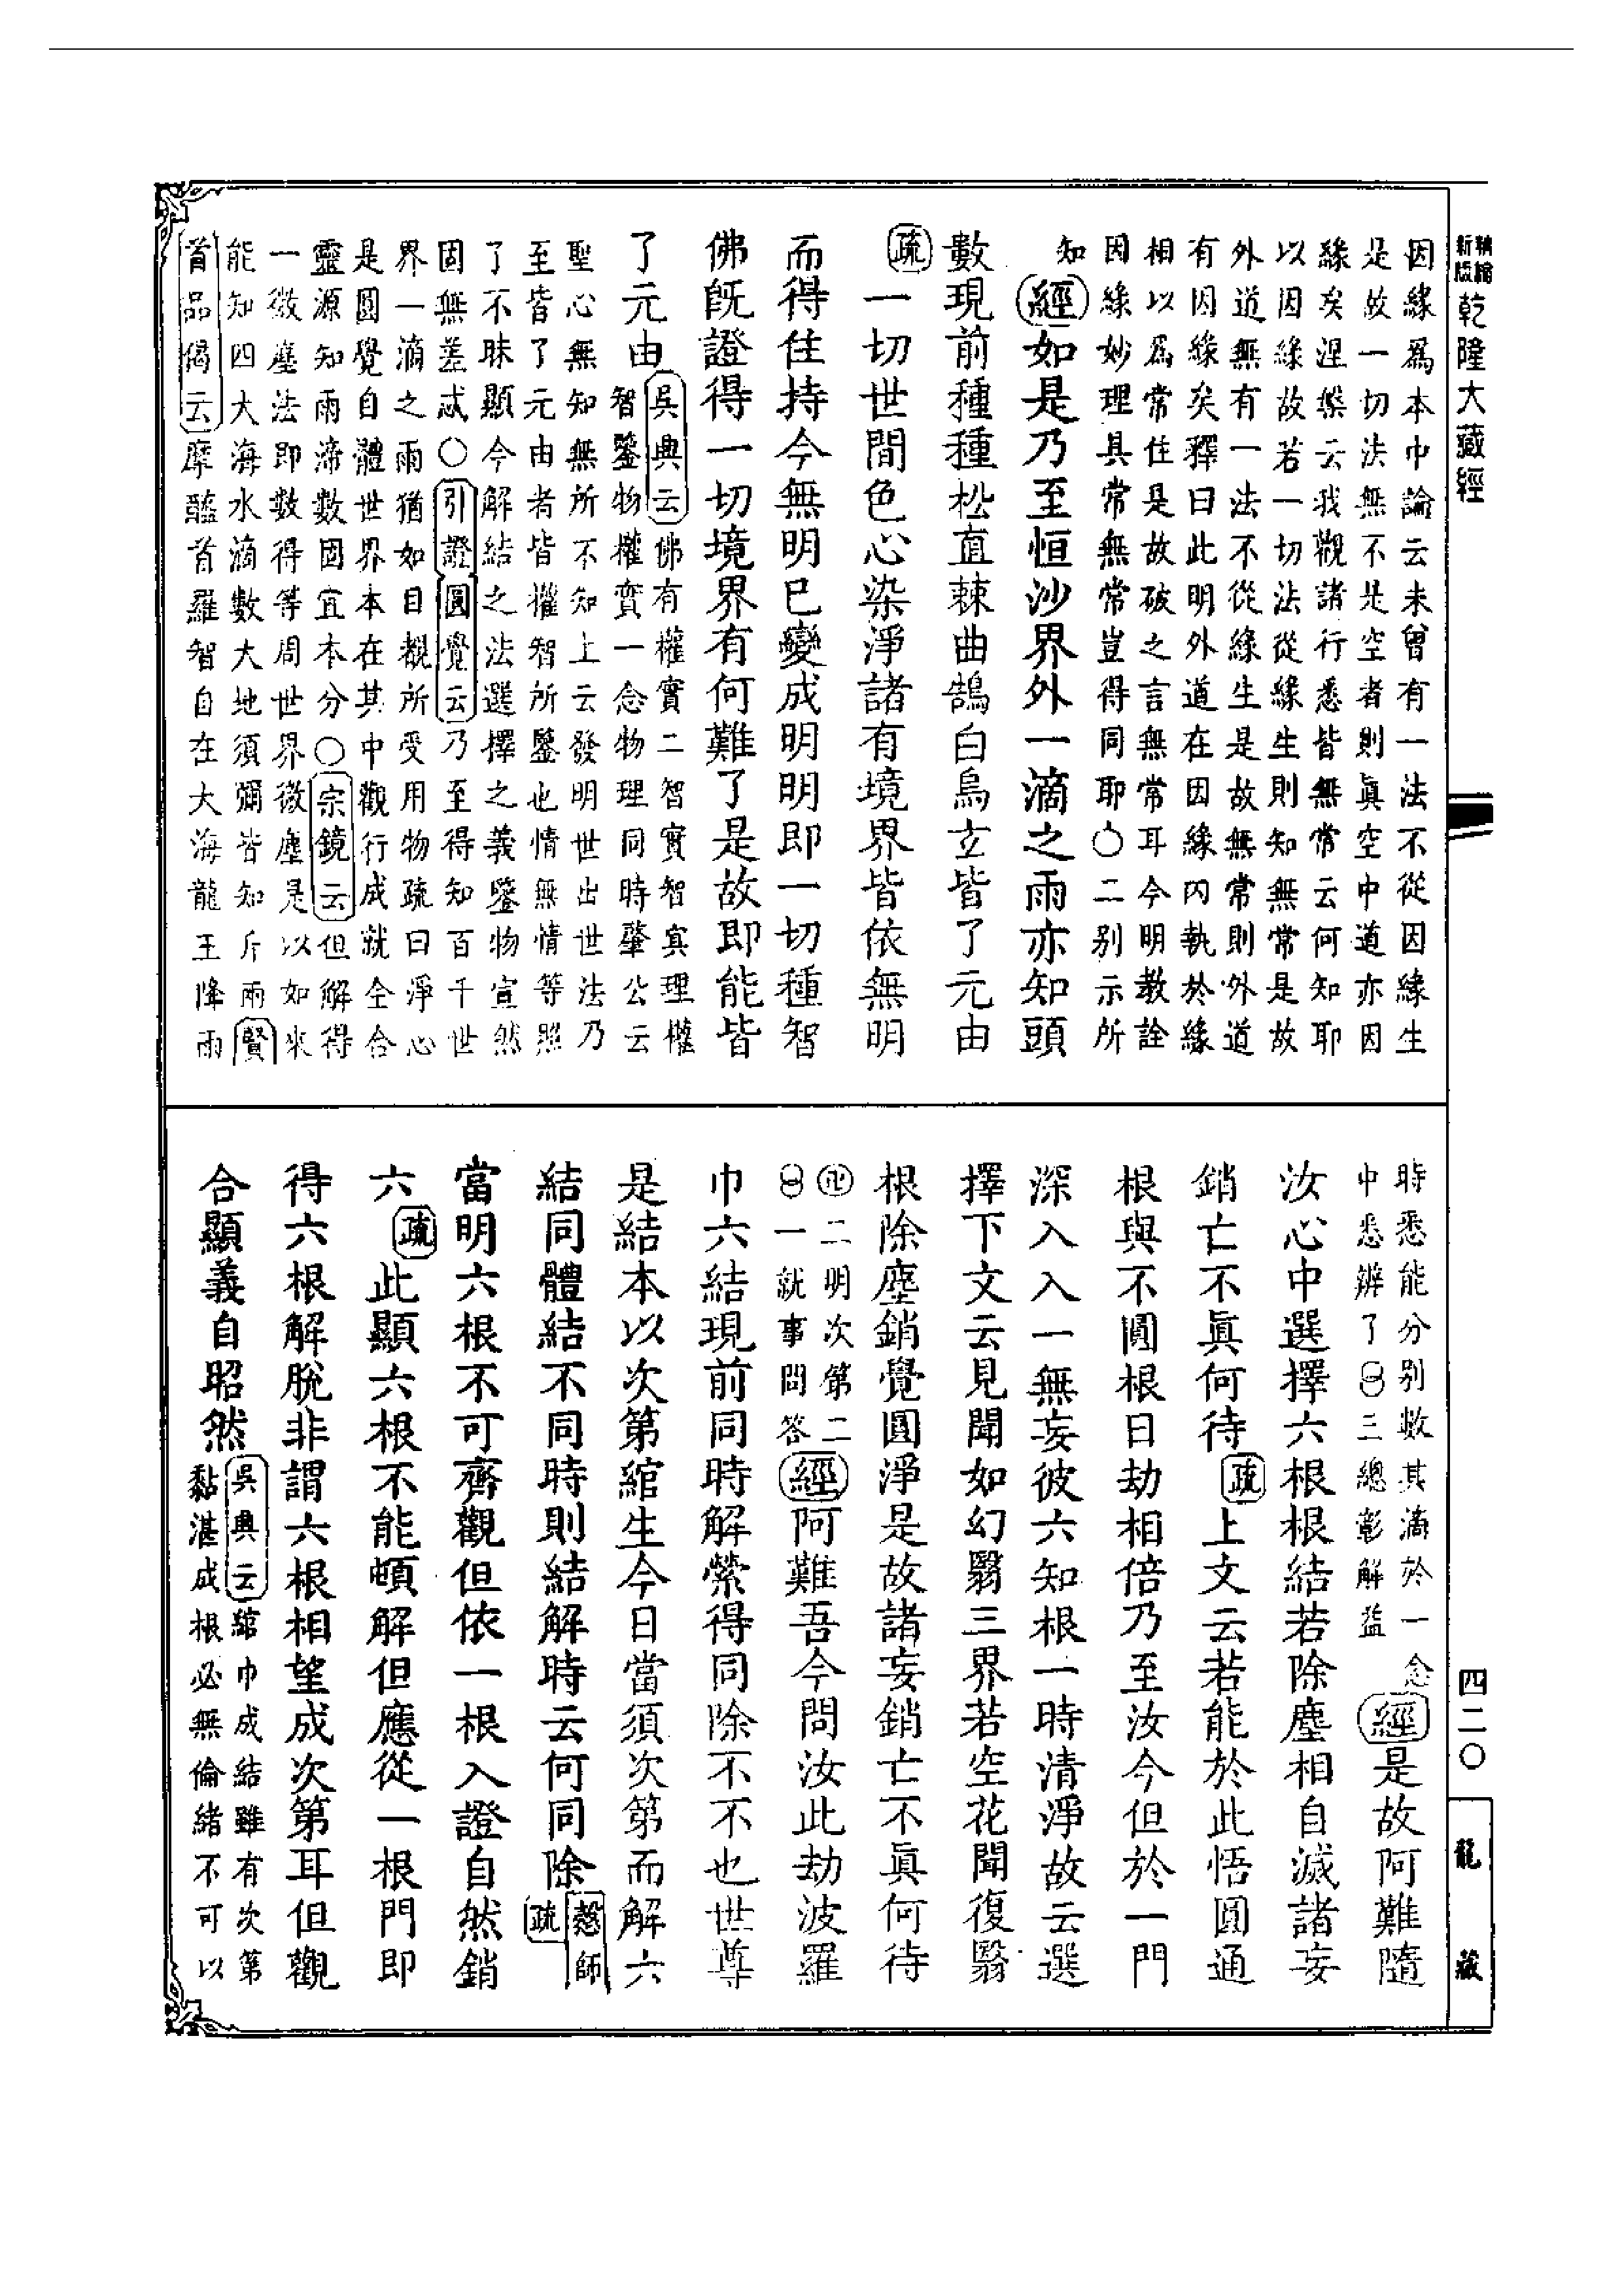 精縮新版乾隆大藏經
因緣爲本中論云未曾有一法不從因緣生
是故一切法無不是空者則眞空中道亦因
緣矣涅槃云我觀諸行悉皆無常云何知耶
以因緣故若一切法從緣生則知無常是故
外道無有一法不從緣生是故無常則外道
有因緣矣釋曰此明外道在因緣內執於緣
相以爲常住是故破之言無常耳今明教詮
因緣妙理具常無常豈得同耶〇二別示所
知經如是乃至恒沙界外一滴之雨亦知頭
數現前種種松直棘曲鵠白烏玄皆了元由
疏一切世間色心染淨諸有境界皆依無明
而得住持今無明已變成明明即一切種智
佛旣證得一切境界有何難了是故即能皆
了元由吳興云佛有權實二智實智冥理權
智鑒物權實一念物理同時肇公云
聖心無知無所不知上云發明世出世法乃
至皆了元由者皆權智所鑒也情無情等照
了不昧顯今解結之法選擇之義鑒物宣然
固無差忒〇引證圓覺云乃至得知百千世
界一滴之雨猶如目覩所受用物疏曰淨心
是圓覺自體世界本在其中觀行成就全合
靈源知雨滯數固宜本分〇宗鏡云但解得
一微塵法即數得等周世界微塵是以如來
能知四大海水滴數大地須彌皆知斤兩賢
首品偈云摩醯首羅智自在大海龍王降雨
時悉能分別數其滴於一念
中悉辨了〇三總彰解益經是故阿難隨
汝心中選擇六根根結若除塵相自滅諸妄
銷亡不眞何待疏上文云若能於此悟圓通
根與不圓根日劫相倍乃至汝今但於一門
深入入一無妄彼六知根一時清淨故云選
擇下文云見聞如幻翳三界若空花聞復翳
根除塵銷覺圓淨是故諸妄銷亡不眞何待
卍二明次第二
〇一就事問答經阿難吾今問汝此劫波羅
巾六結現前同時解縈得同除不不也世尊
是結本以次第綰生今日當須次第而解六
結同體結不同時則結解時云何同除慤師疏
當明六根不可齊觀但依一根入證自然銷
六疏此顯六根不能頓解但應從一根門即
得六根解脫非謂六根相望成次第耳但觀
合顯義自昭然吳興云綰巾成結雖有次第
黏湛成根必無倫緒不可以
四二〇
龍藏